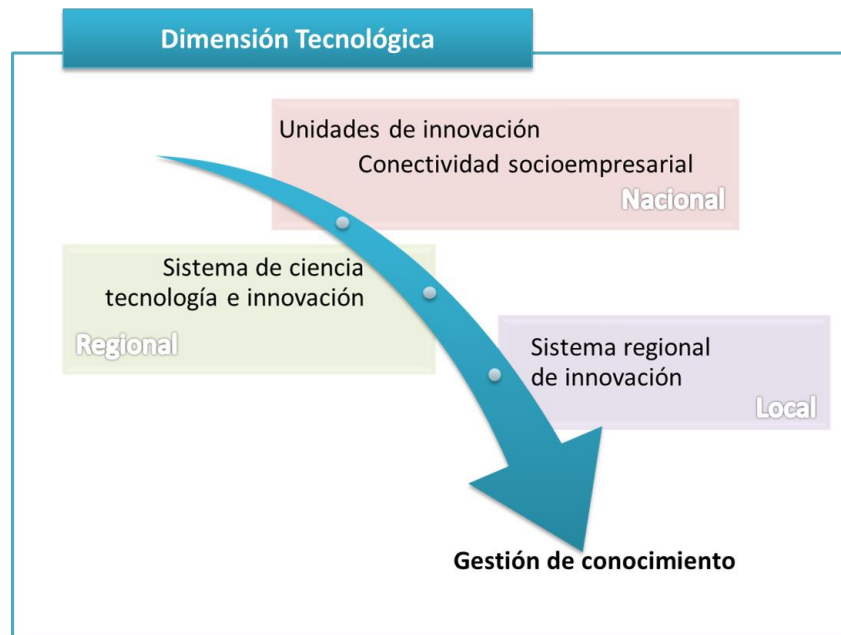 Dimensión Tecnológica
Unidades de innovación
Conectividad socioempresarial
Nacional
Sistema de ciencia
tecnología e innovación
Regional
Sistema regional
de innovación
Local
Gestión de conocimiento